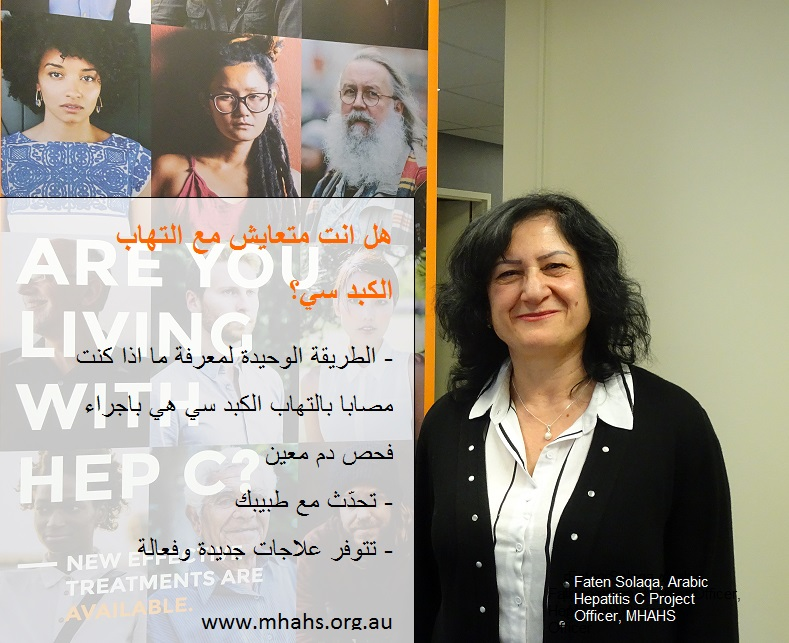 هل انت متعايش مع التهاب
الكبد سي؟
- الطريقة الوحيدة لمعرفة ما اذا كنت
مصابا بالتهاب الكبد سي هي باجراء
فحص دم معين
- تحدّث مع طبيبك
- تتوفر علاجات جديدة وفعالة
www.mhahs.org.au
ARE YOU
LIVING
WITH
HEP C?
NEW EFFECTIVE
TREATMENTS ARE
AVAILABLE.
Faten Solaqa, Arabic
Hepatitis C Project
Officer, MHAHS